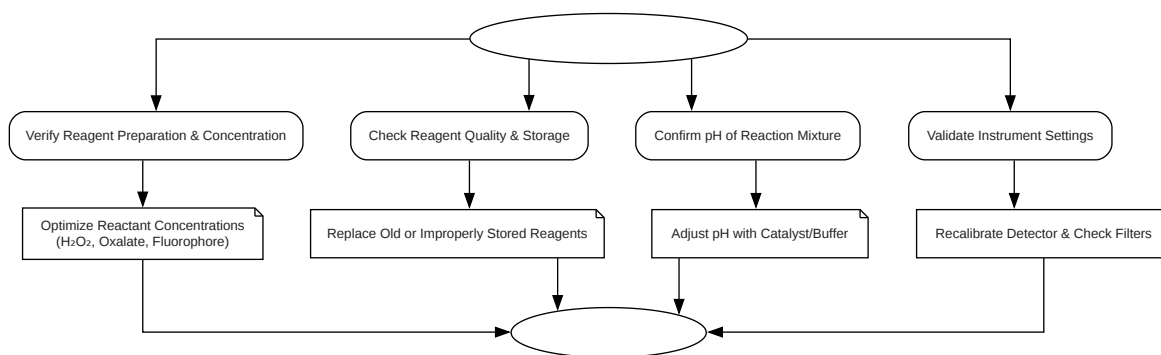 Verify Reagent Preparation & Concentration
Check Reagent Quality & Storage
Confirm pH of Reaction Mixture
Validate Instrument Settings
Optimize Reactant Concentrations
(H₂O₂, Oxalate, Fluorophore)
Replace Old or Improperly Stored Reagents
Adjust pH with Catalyst/Buffer
Recalibrate Detector & Check Filters